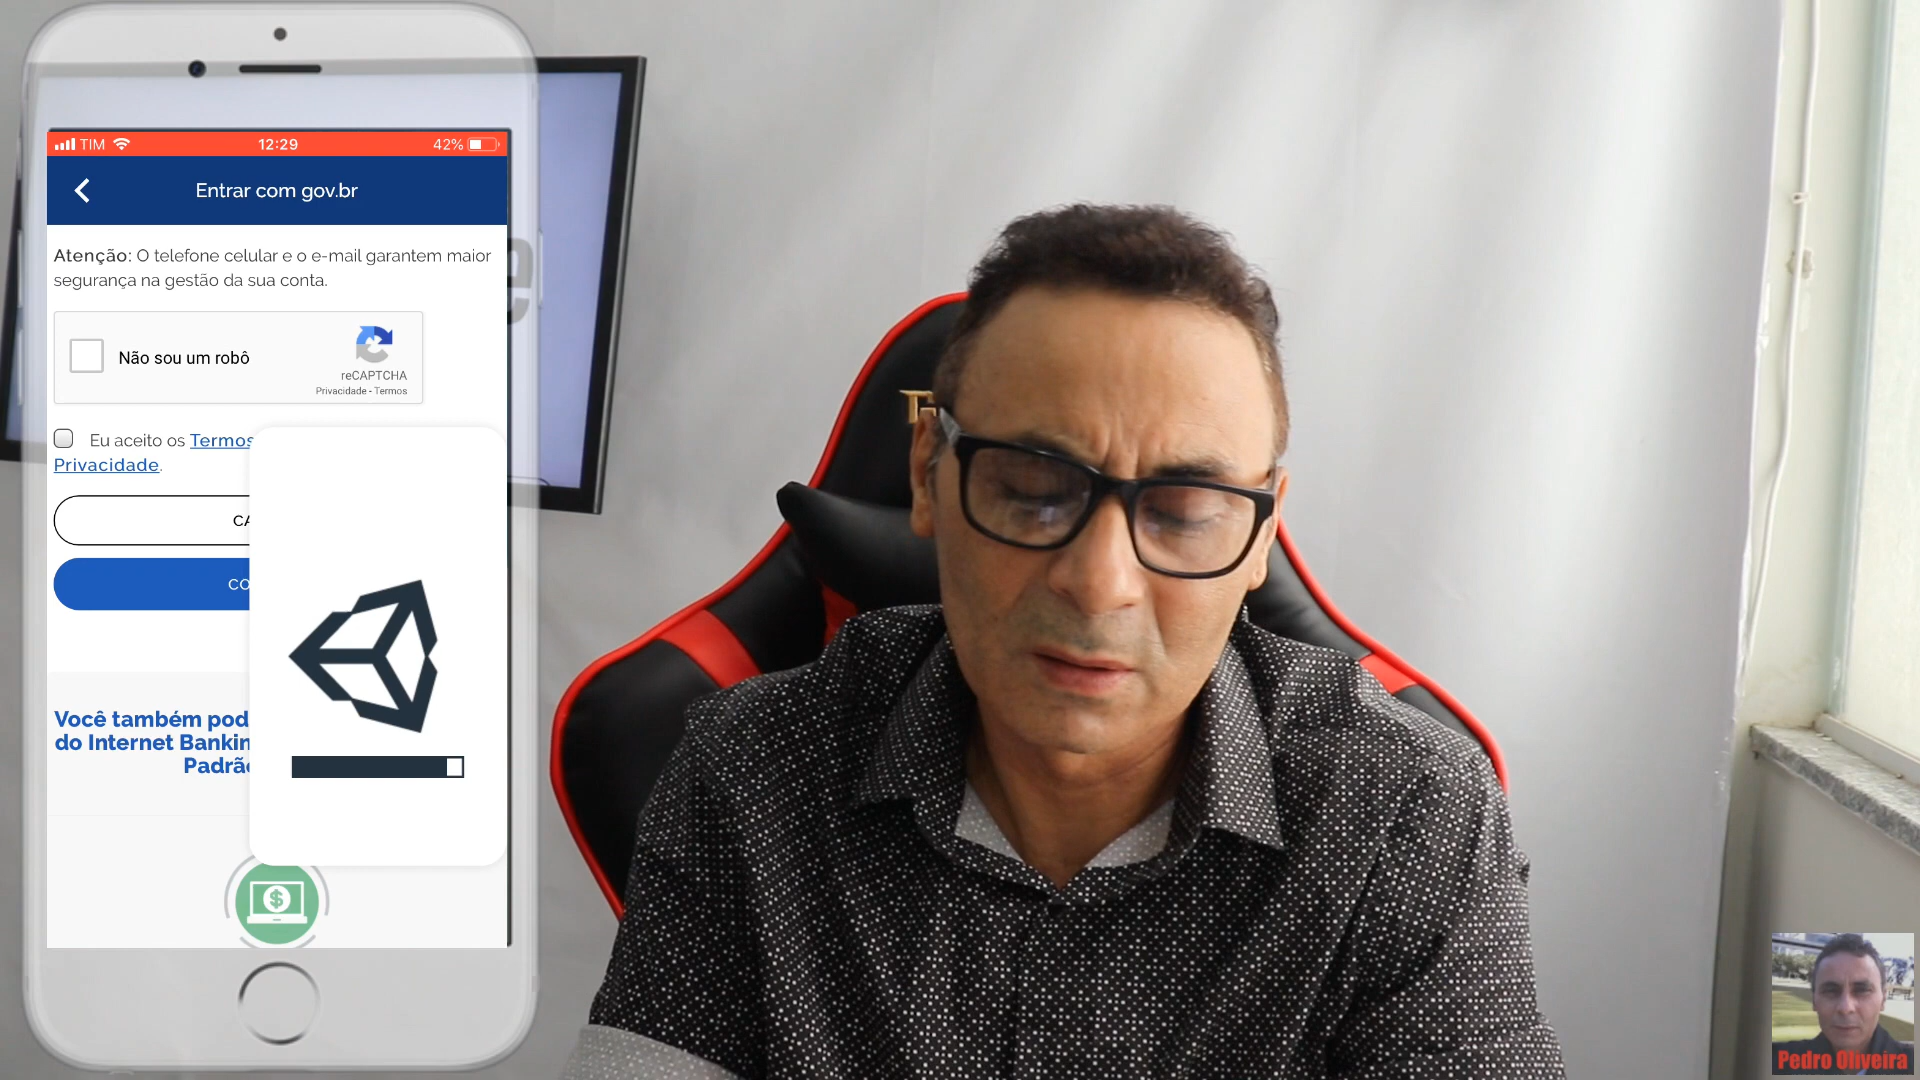 TIM
12:29
42%
Entrar com gov.br
Atenção: O telefone celular e o e-mail garantem maior
segurança na gestão da sua conta.
Não sou um robô
reCAPTCHA
Privacidade - Termos
Eu aceito os Termos
Privacidade.
CA
CO
Você também pod
do Internet Bankin
Padrã
$
Pedro Oliveira